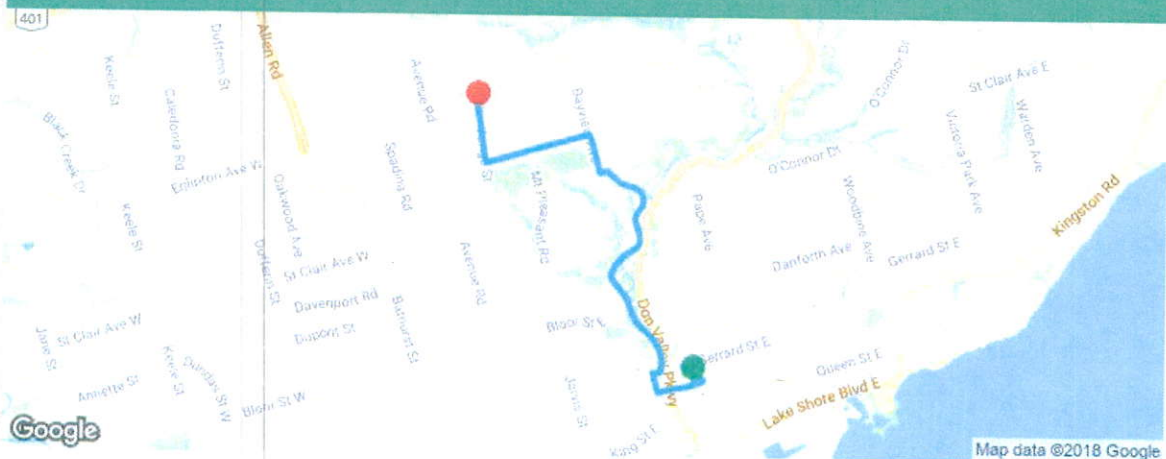 401
Keele St
Dufferin St
Allen Rd
Avenue Rd
Bayview
O'Connor Dr
St Clair Ave E
Warden Ave
Black Creek Dr
Caledonia Rd
Victoria Park Ave
Eglinton Ave W
Spadina Rd
St
Mt Pleasant Rd
O'Connor Dr
Kingston Rd
Keele St
Oakwood Ave
Pape Ave
Woodbine Ave
Dufferin St
St Clair Ave W
Avenue Rd
Danforth Ave
Gerrard St E
Davenport Rd
Bathurst St
Don Valley Pkwy
Jane St
St Clair Ave W
Dupont St
Bloor St E
Gerrard St E
Keele St
Dundas St W
Queen St E
Annette St
Bloor St W
Jarvis St
Lake Shore Blvd E
King St E
Google
Map data ©2018 Google